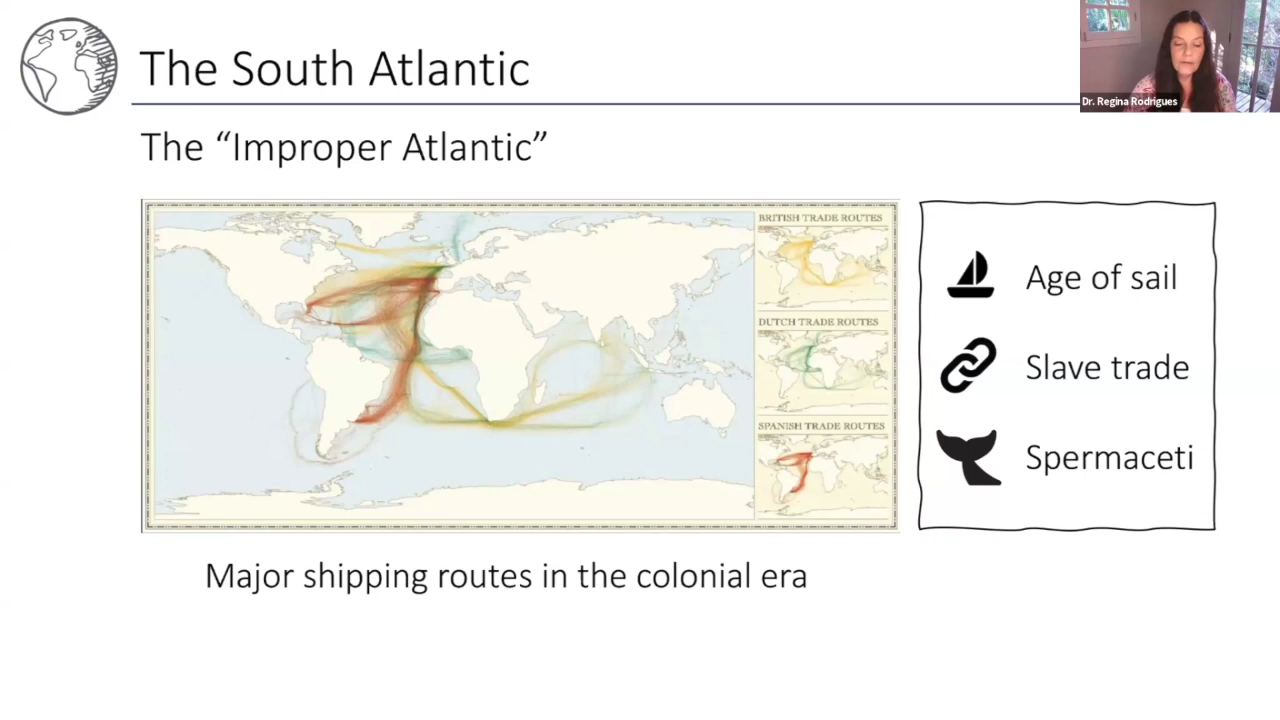 The South Atlantic
Dr. Regina Rodrigues
The “Improper Atlantic”
BRITISH TRADE ROUTES
DUTCH TRADE ROUTES
SPANISH TRADE ROUTES
Age of sail
Slave trade
Spermaceti
Major shipping routes in the colonial era